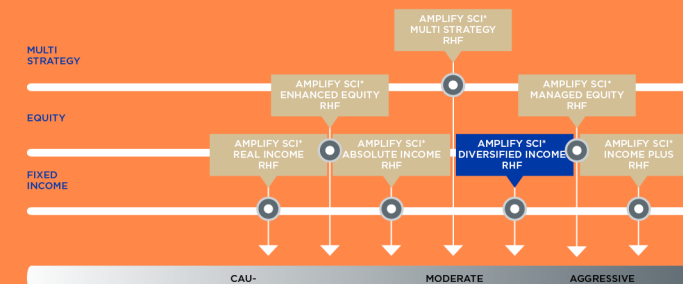 AMPLIFY SCI*
MULTI STRATEGY
RHF
MULTI
STRATEGY
AMPLIFY SCI*
ENHANCED EQUITY
RHF
AMPLIFY SCI*
MANAGED EQUITY
RHF
EQUITY
AMPLIFY SCI*
REAL INCOME
RHF
AMPLIFY SCI*
ABSOLUTE INCOME
RHF
AMPLIFY SCI*
DIVERSIFIED INCOME
RHF
AMPLIFY SCI*
INCOME PLUS
RHF
FIXED
INCOME
CAU-
MODERATE
AGGRESSIVE